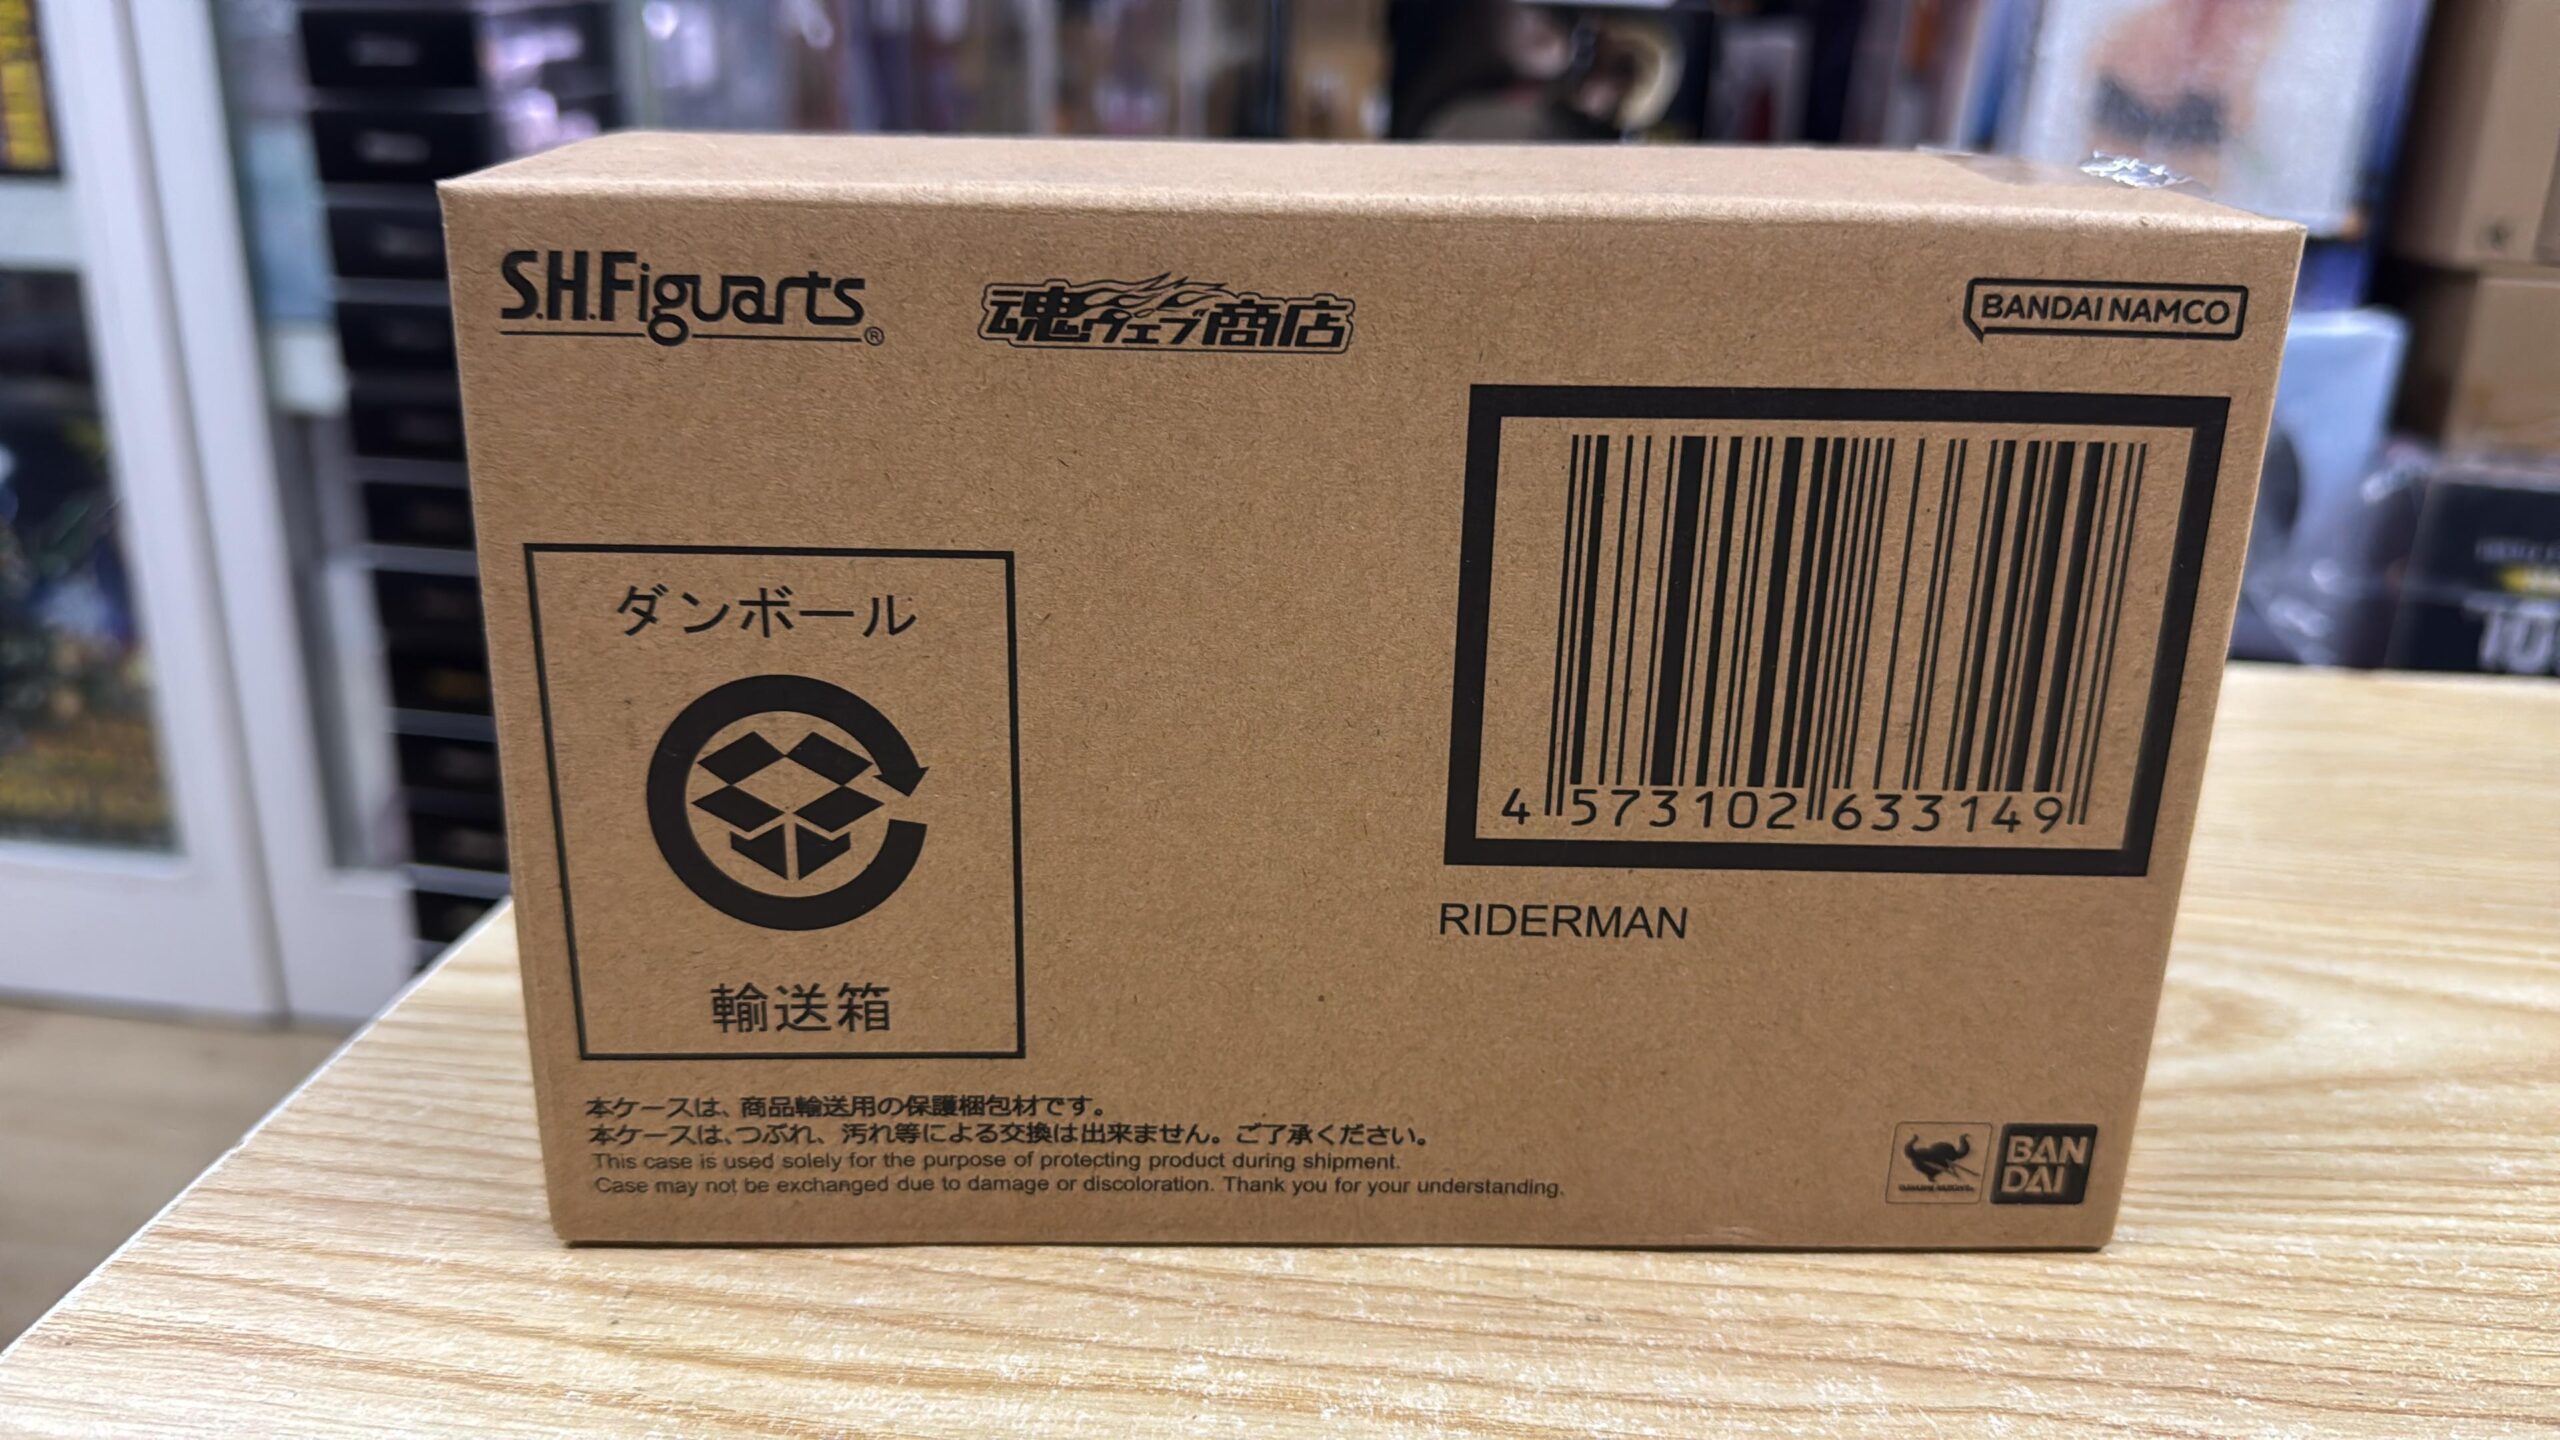 S.H.Figuarts®
魂ウェブ商店
BANDAI NAMCO
ダンボール
輸送箱
4 573102 633149
RIDERMAN
本ケースは、商品輸送用の保護梱包材です。
本ケースは、つぶれ、汚れ等による交換は出来ません。ご了承ください。
This case is used solely for the purpose of protecting product during shipment.
Case may not be exchanged due to damage or discoloration. Thank you for your understanding.
BAN
DAI